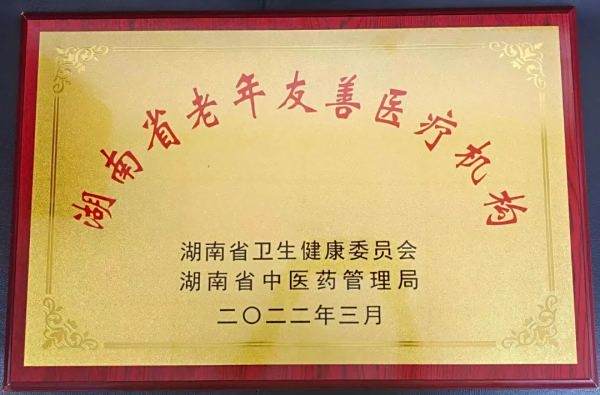 湖南省老年友善医疗机构
湖南省卫生健康委员会
湖南省中医药管理局
二〇二二年三月